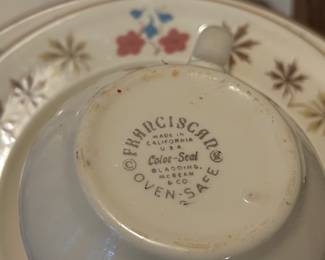 © FRANCISCAN ®
MADE IN
CALIFORNIA
U.S.A.
Color-Seal
GLADDING,
McBEAN
& CO.
OVEN-SAFE